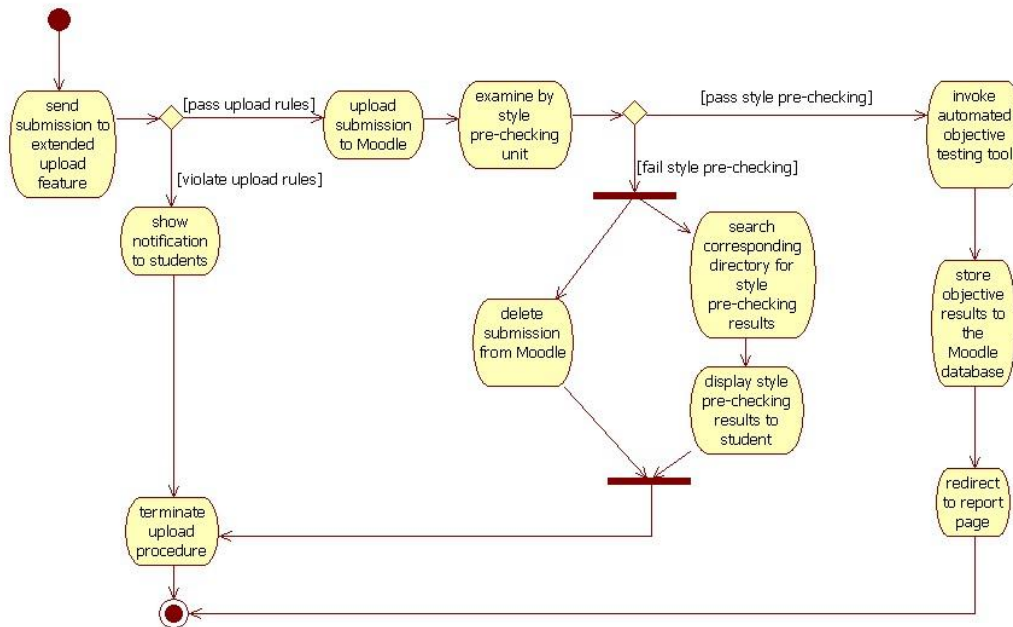 send
submission to
extended
upload
feature
[pass upload rules]
[violate upload rules]
upload
submission
to Moodle
examine by
style
pre-checking
unit
[pass style pre-checking]
[fail style pre-checking]
invoke
automated
objective
testing tool
show
notification
to students
search
corresponding
directory for
style
pre-checking
results
delete
submission
from Moodle
display style
pre-checking
results to
student
store
objective
results to
the
Moodle
database
redirect
to report
page
terminate
upload
procedure